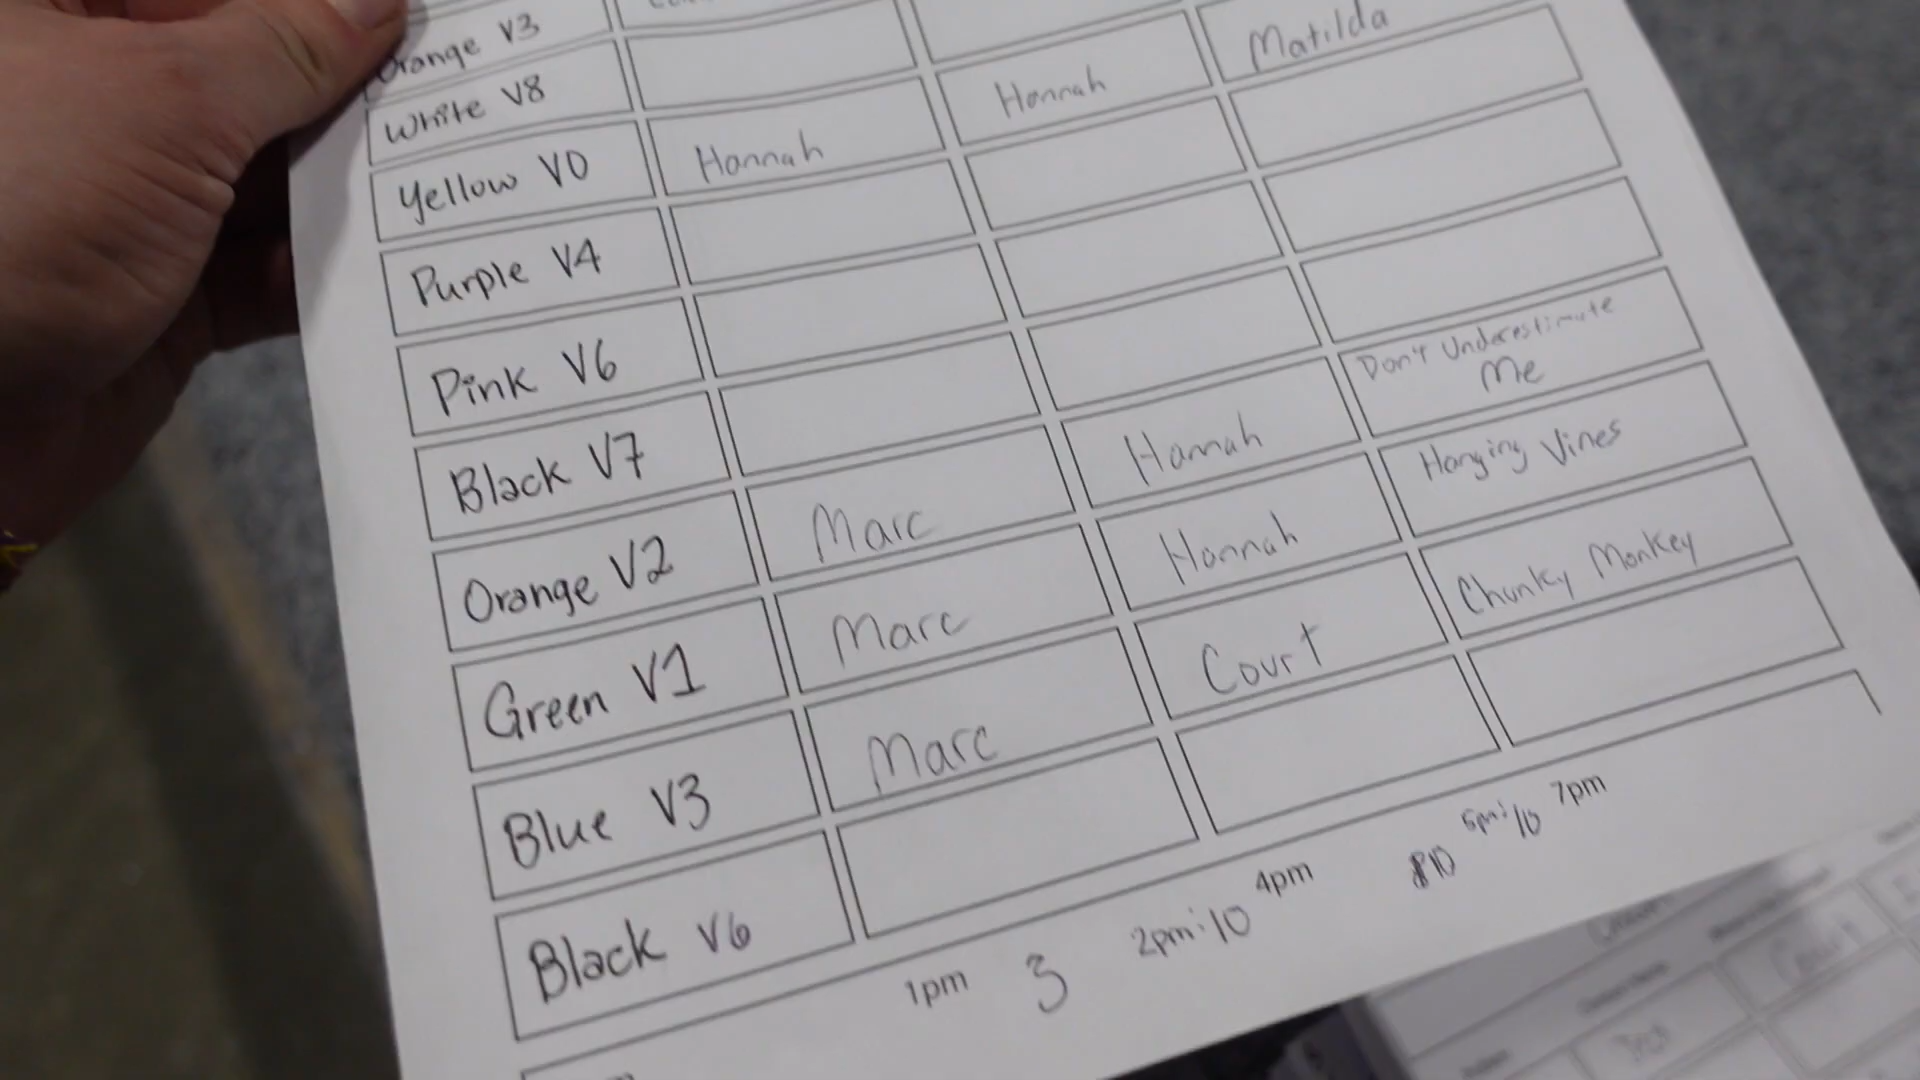 Orange V3
White V8
Yellow V0 Hannah Hannah Matilda
Purple V4
Pink V6
Black V7
Orange V2 Marc Hannah Don't Underestimate
Me
Green V1 Marc Hannah Hanging Vines
Blue V3 Marc Court Chunky Monkey
Black V6
1pm 3 2pm:10 4pm 5pm:10 7pm